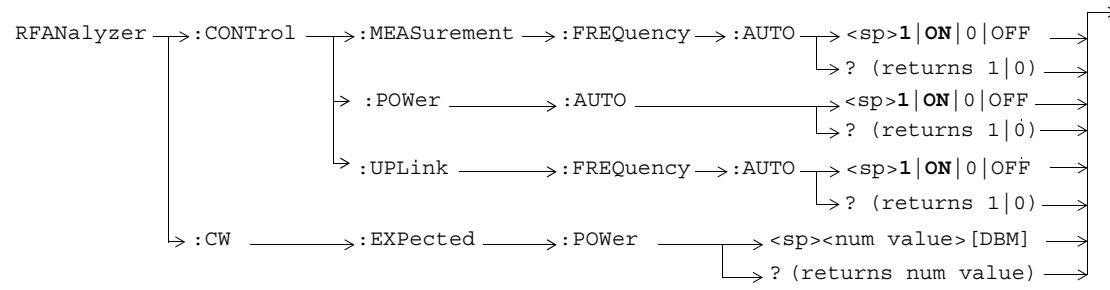 RFANalyzer :CONTrol :MEASurement :FREQuency :AUTO <sp>1|ON|0|OFF
? (returns 1|0)
:POWer :AUTO <sp>1|ON|0|OFF
? (returns 1|0)
:UPLink :FREQuency :AUTO <sp>1|ON|0|OFF
? (returns 1|0)
:CW :EXPected :POWer <sp><num value>[DBM]
? (returns num value)